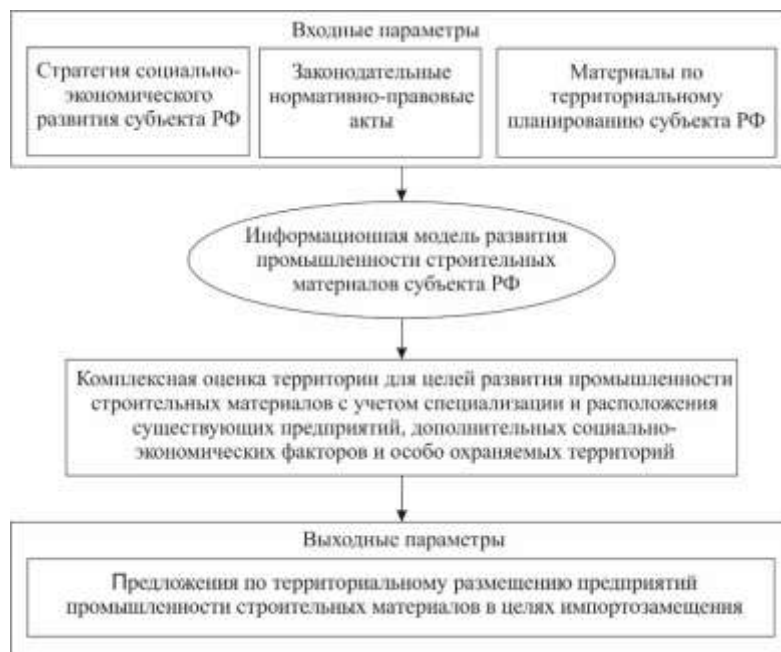 Входные параметры
Стратегия социально-
экономического
развития субъекта РФ
Законодательные
нормативно-правовые
акты
Материалы по
территориальному
планированию субъекта РФ
Информационная модель развития
промышленности строительных
материалов субъекта РФ
Комплексная оценка территории для целей развития промышленности
строительных материалов с учетом специализации и расположения
существующих предприятий, дополнительных социально-
экономических факторов и особо охраняемых территорий
Выходные параметры
Предложения по территориальному размещению предприятий
промышленности строительных материалов в целях импортозамещения